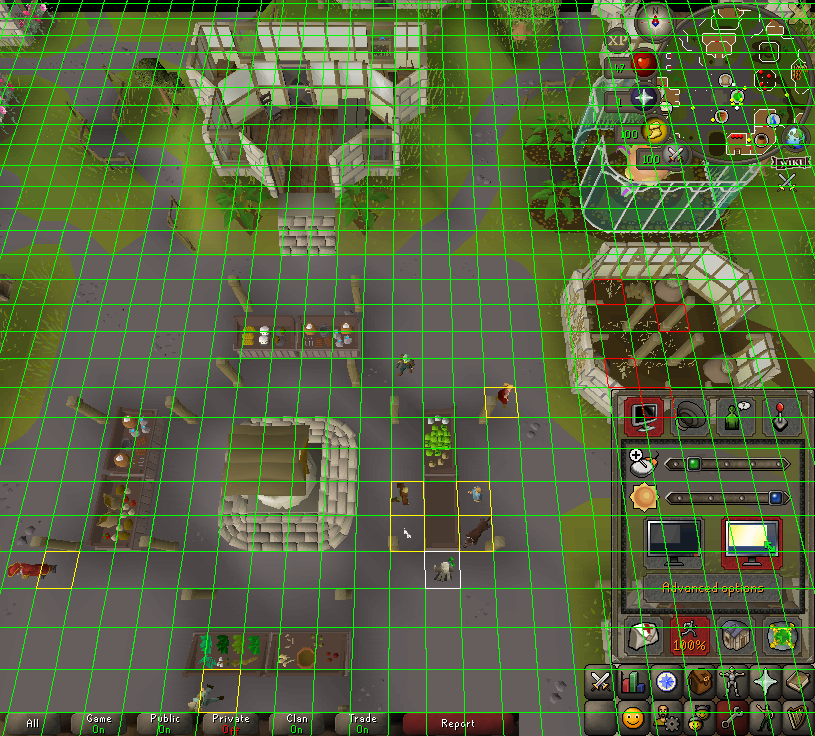 XP
17
1
100
100
WIKI
Advanced options
100%
All
Game
On
Public
On
Private
Off
Clan
On
Trade
On
Report